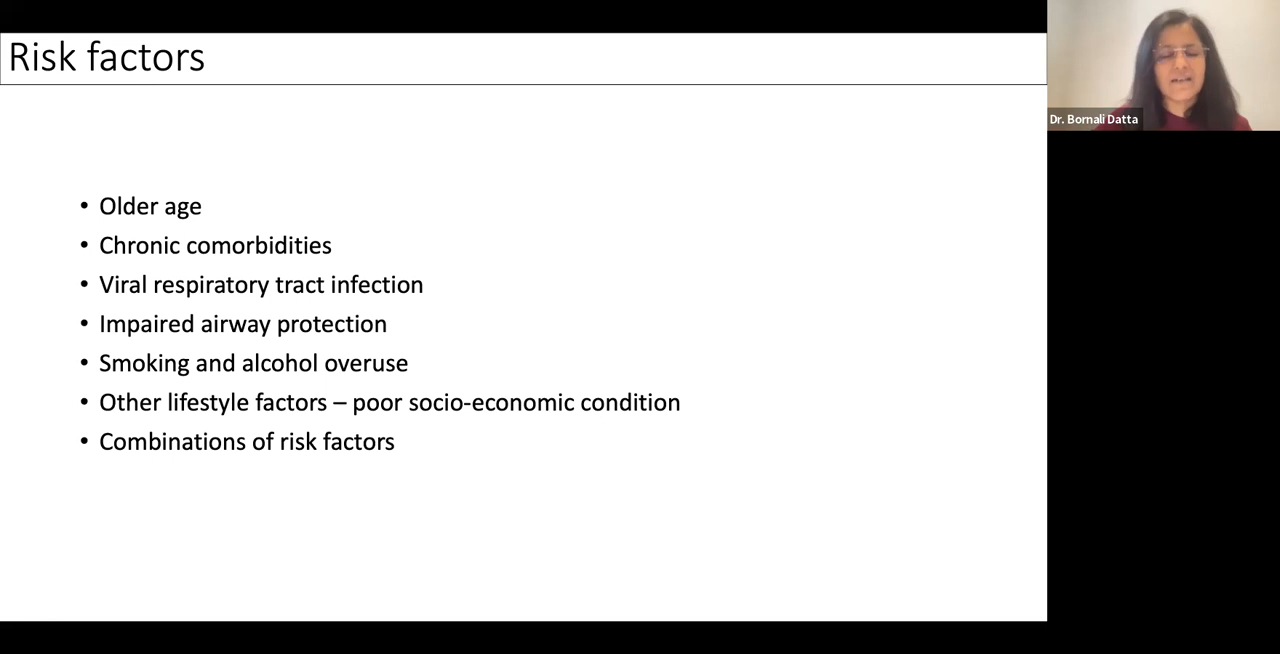 Risk factors
• Older age
• Chronic comorbidities
• Viral respiratory tract infection
• Impaired airway protection
• Smoking and alcohol overuse
• Other lifestyle factors – poor socio-economic condition
• Combinations of risk factors
Dr. Bornali Datta